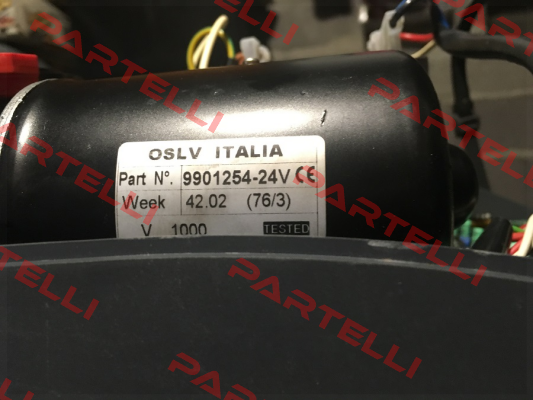 OSLV ITALIA
Part Nº. 9901254-24V CE
Week 42.02 (76/3)
V 1000 TESTED
PARTELLI
PARTELLI
PARTELLI
PARTELLI
PARTELLI
PARTELLI